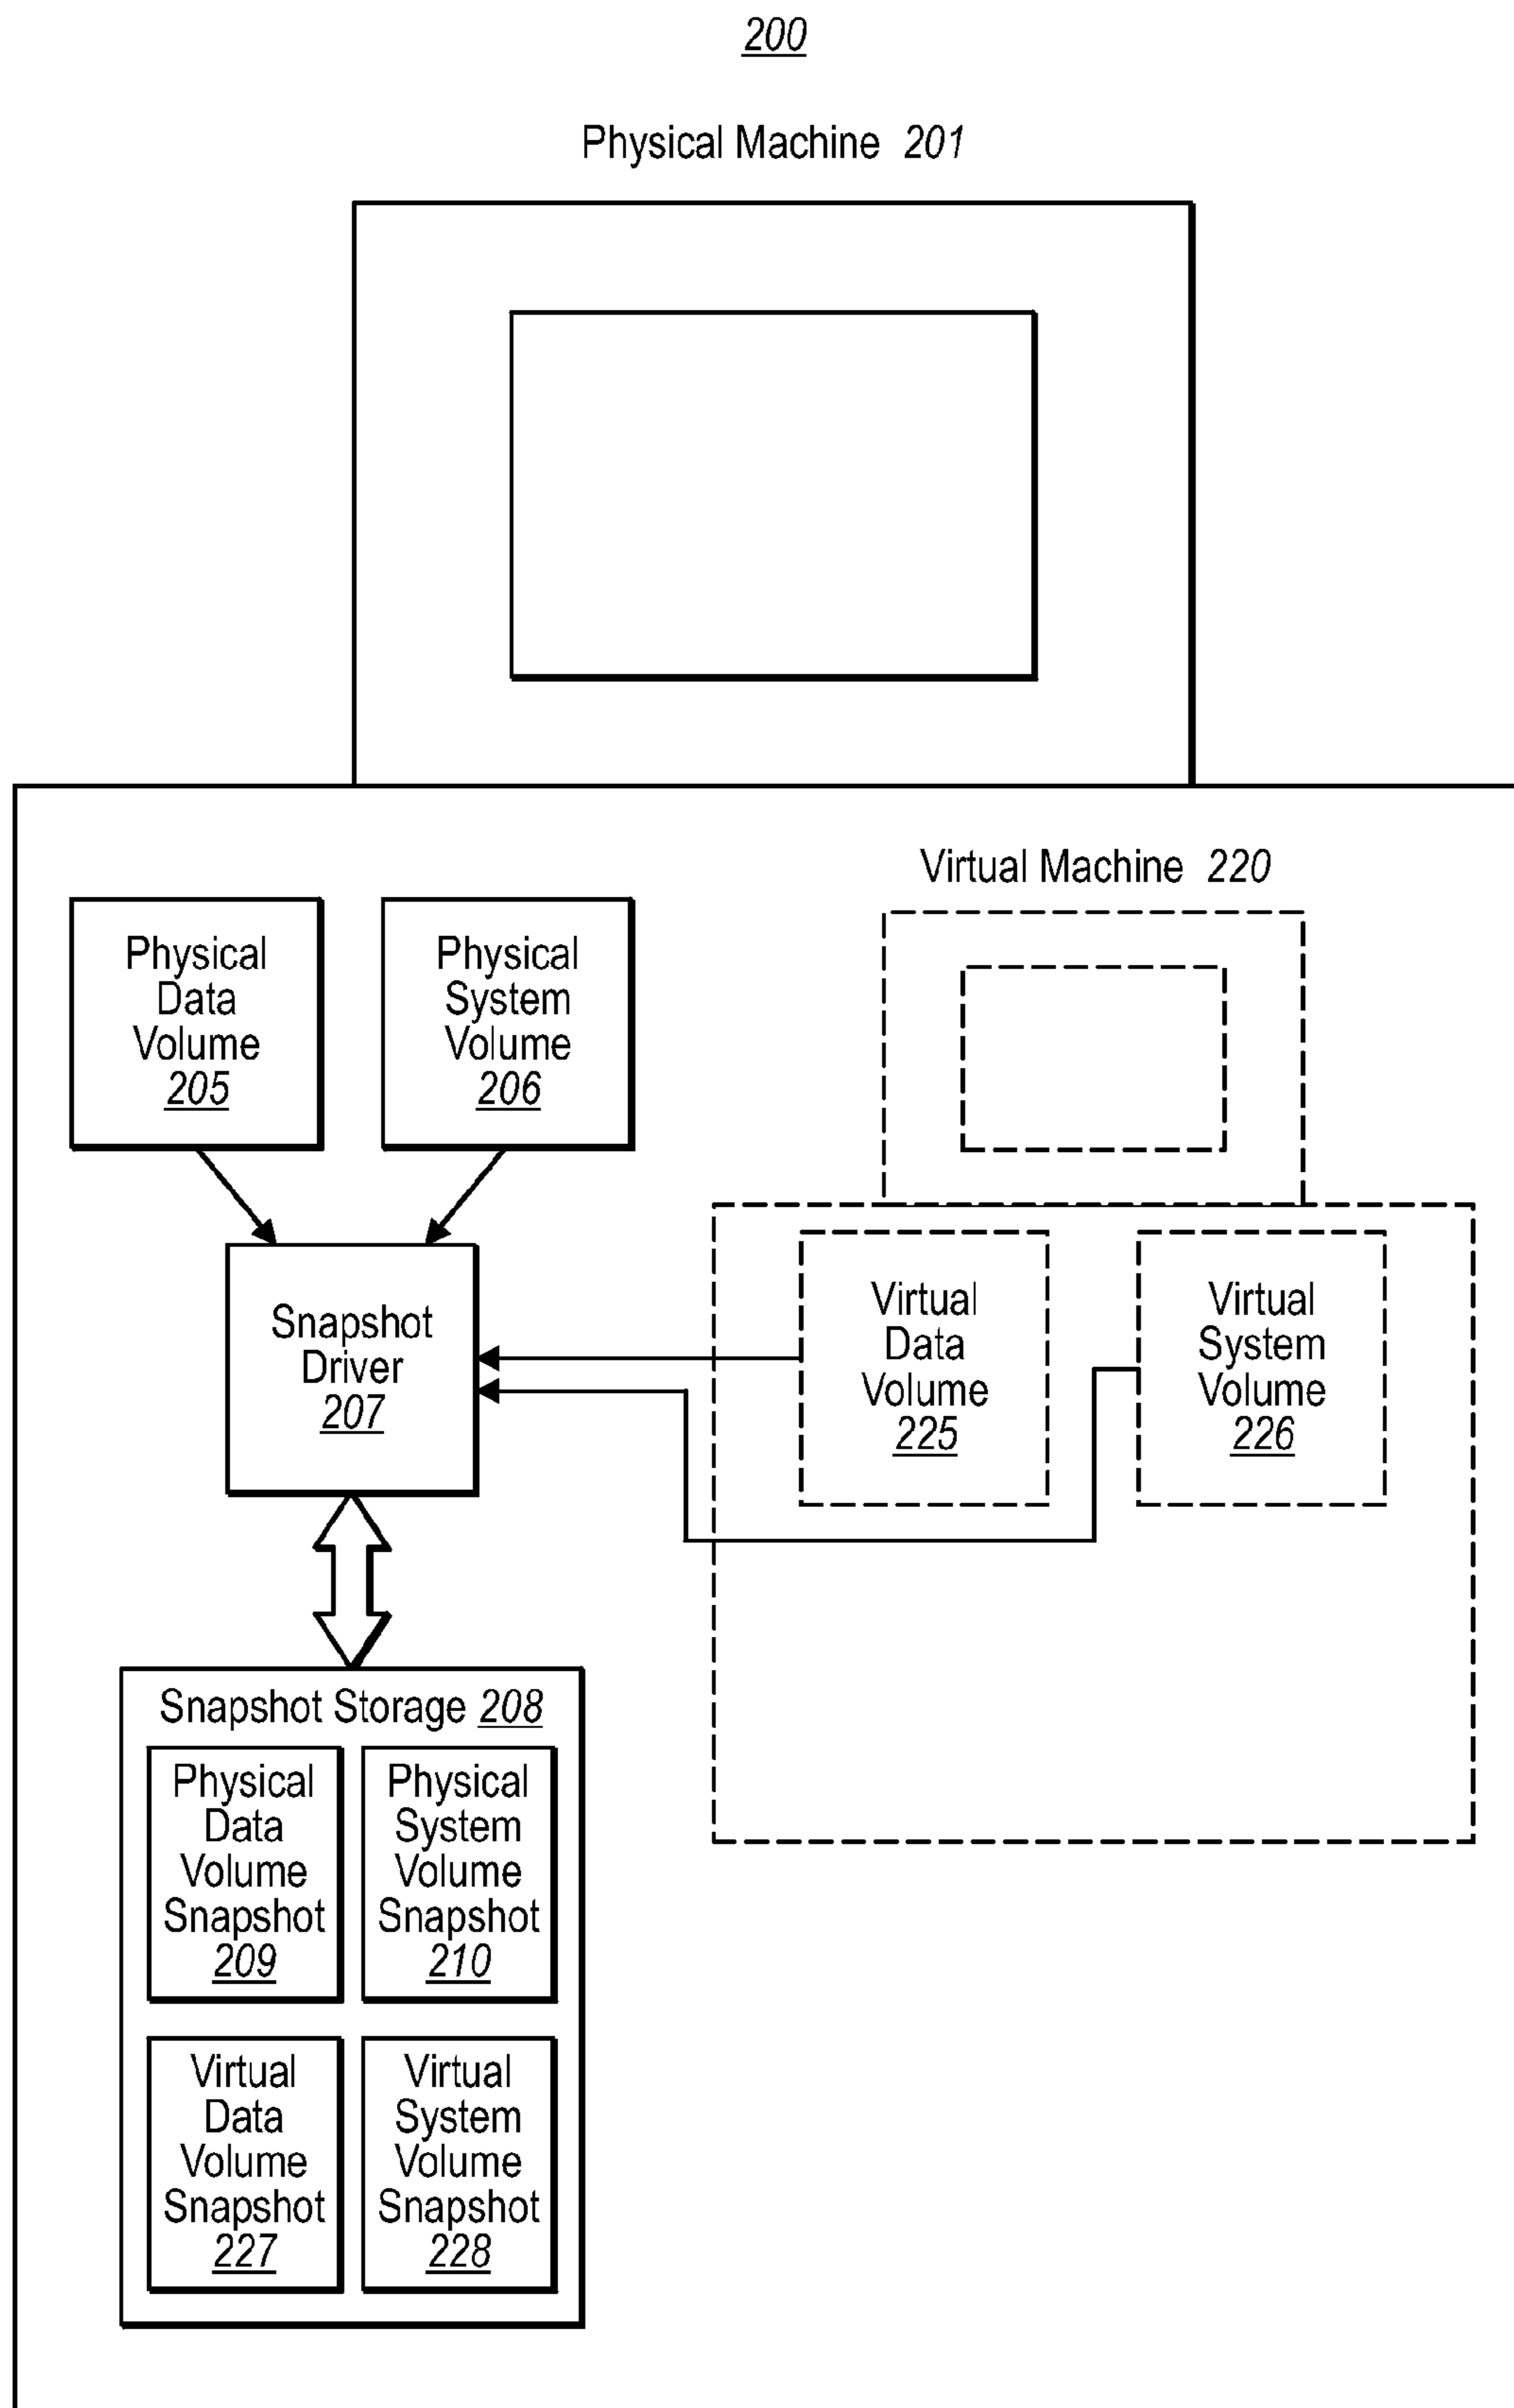 200
Physical Machine 201
Virtual Machine 220
Physical
Data
Volume
205
Physical
System
Volume
206
Snapshot
Driver
207
Virtual
Data
Volume
225
Virtual
System
Volume
226
Snapshot Storage 208
Physical
Data
Volume
Snapshot
209
Physical
System
Volume
Snapshot
210
Virtual
Data
Volume
Snapshot
227
Virtual
System
Volume
Snapshot
228